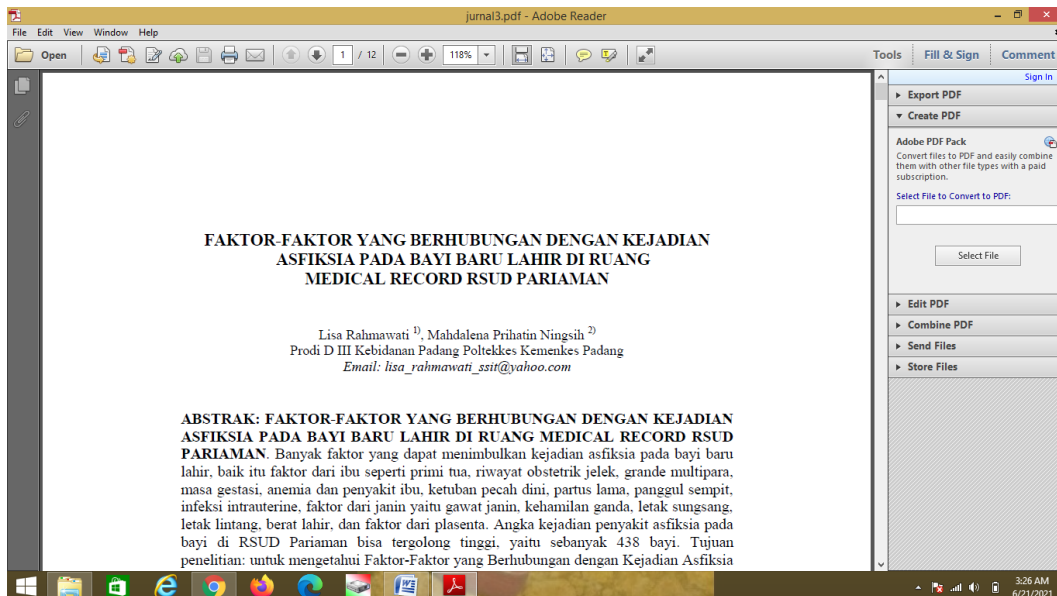 jurnal3.pdf - Adobe Reader
File Edit View Window Help
Open 1 / 12 118% Tools Fill & Sign Comment
Sign In
Export PDF
Create PDF
Adobe PDF Pack
Convert files to PDF and easily combine
them with other file types with a paid
subscription.
Select File to Convert to PDF:
Select File
Edit PDF
Combine PDF
Send Files
Store Files
FAKTOR-FAKTOR YANG BERHUBUNGAN DENGAN KEJADIAN
ASFIKSIA PADA BAYI BARU LAHIR DI RUANG
MEDICAL RECORD RSUD PARIAMAN
Lisa Rahmawati 1), Mahdalena Prihatin Ningsih 2)
Prodi D III Kebidanan Padang Poltekkes Kemenkes Padang
Email: lisa_rahmawati_ssit@yahoo.com
ABSTRAK: FAKTOR-FAKTOR YANG BERHUBUNGAN DENGAN KEJADIAN
ASFIKSIA PADA BAYI BARU LAHIR DI RUANG MEDICAL RECORD RSUD
PARIAMAN. Banyak faktor yang dapat menimbulkan kejadian asfiksia pada bayi baru
lahir, baik itu faktor dari ibu seperti primi tua, riwayat obstetrik jelek, grande multipara,
masa gestasi, anemia dan penyakit ibu, ketuban pecah dini, partus lama, panggul sempit,
infeksi intrauterine, faktor dari janin yaitu gawat janin, kehamilan ganda, letak sungsang,
letak lintang, berat lahir, dan faktor dari plasenta. Angka kejadian penyakit asfiksia pada
bayi di RSUD Pariaman bisa tergolong tinggi, yaitu sebanyak 438 bayi. Tujuan
penelitian: untuk mengetahui Faktor-Faktor yang Berhubungan dengan Kejadian Asfiksia
3:26 AM
6/21/2021